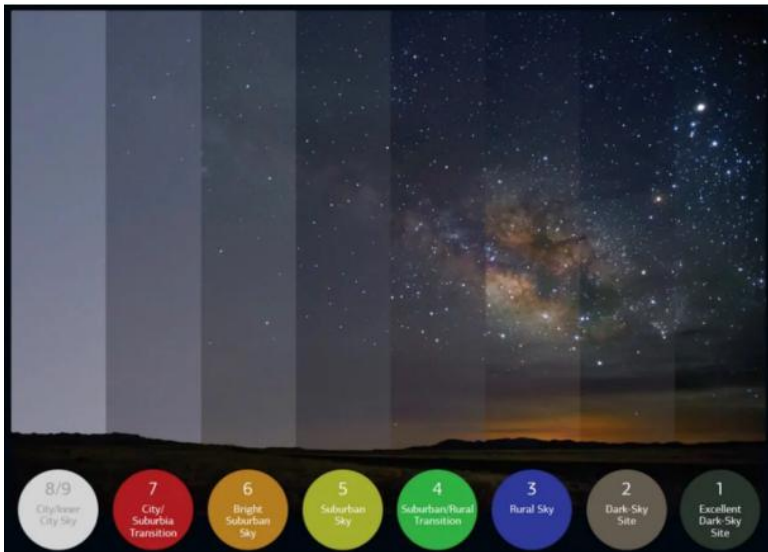 8/9
City/Inner
City Sky
7
City/
Suburbia
Transition
6
Bright
Suburban
Sky
5
Suburban
Sky
4
Suburban/Rural
Transition
3
Rural Sky
2
Dark-Sky
Site
1
Excellent
Dark-Sky
Site